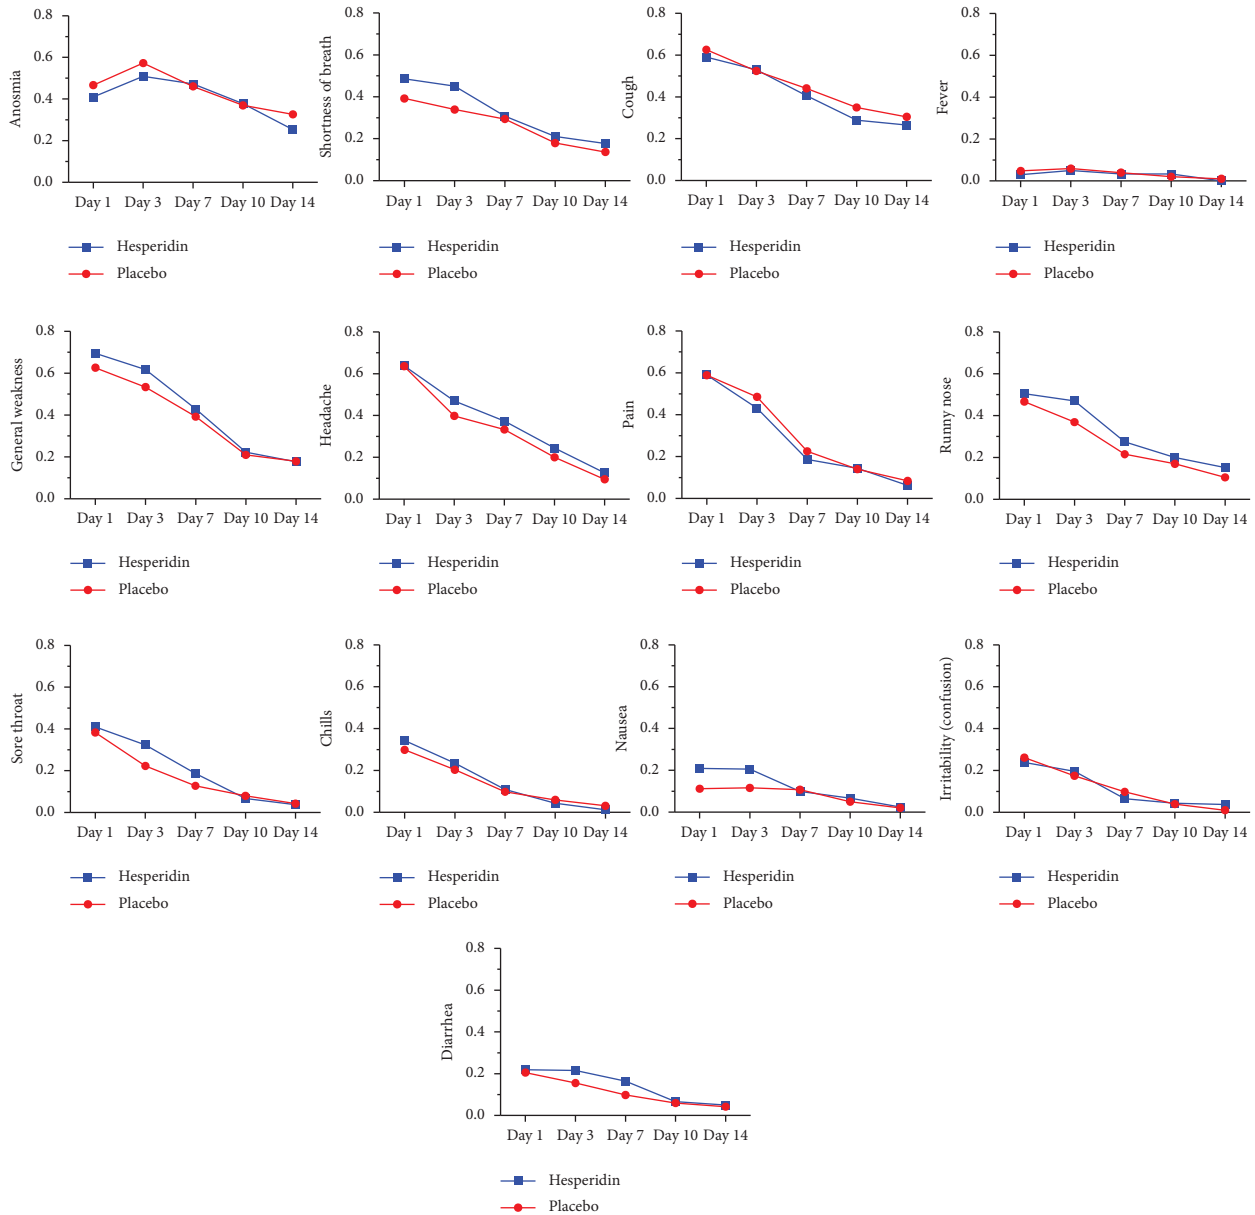 Anosmia
0.8
0.6
0.4
0.2
0.0
Day 1 Day 3 Day 7 Day 10 Day 14
Hesperidin
Placebo
Shortness of breath
0.8
0.6
0.4
0.2
0.0
Day 1 Day 3 Day 7 Day 10 Day 14
Hesperidin
Placebo
Cough
0.8
0.6
0.4
0.2
0.0
Day 1 Day 3 Day 7 Day 10 Day 14
Hesperidin
Placebo
Fever
0.8
0.6
0.4
0.2
0.0
Day 1 Day 3 Day 7 Day 10 Day 14
Hesperidin
Placebo
General weakness
0.8
0.6
0.4
0.2
0.0
Day 1 Day 3 Day 7 Day 10 Day 14
Hesperidin
Placebo
Headache
0.8
0.6
0.4
0.2
0.0
Day 1 Day 3 Day 7 Day 10 Day 14
Hesperidin
Placebo
Pain
0.8
0.6
0.4
0.2
0.0
Day 1 Day 3 Day 7 Day 10 Day 14
Hesperidin
Placebo
Runny nose
0.8
0.6
0.4
0.2
0.0
Day 1 Day 3 Day 7 Day 10 Day 14
Hesperidin
Placebo
Sore throat
0.8
0.6
0.4
0.2
0.0
Day 1 Day 3 Day 7 Day 10 Day 14
Hesperidin
Placebo
Chills
0.8
0.6
0.4
0.2
0.0
Day 1 Day 3 Day 7 Day 10 Day 14
Hesperidin
Placebo
Nausea
0.8
0.6
0.4
0.2
0.0
Day 1 Day 3 Day 7 Day 10 Day 14
Hesperidin
Placebo
Irritability (confusion)
0.8
0.6
0.4
0.2
0.0
Day 1 Day 3 Day 7 Day 10 Day 14
Hesperidin
Placebo
Diarrhea
0.8
0.6
0.4
0.2
0.0
Day 1 Day 3 Day 7 Day 10 Day 14
Hesperidin
Placebo